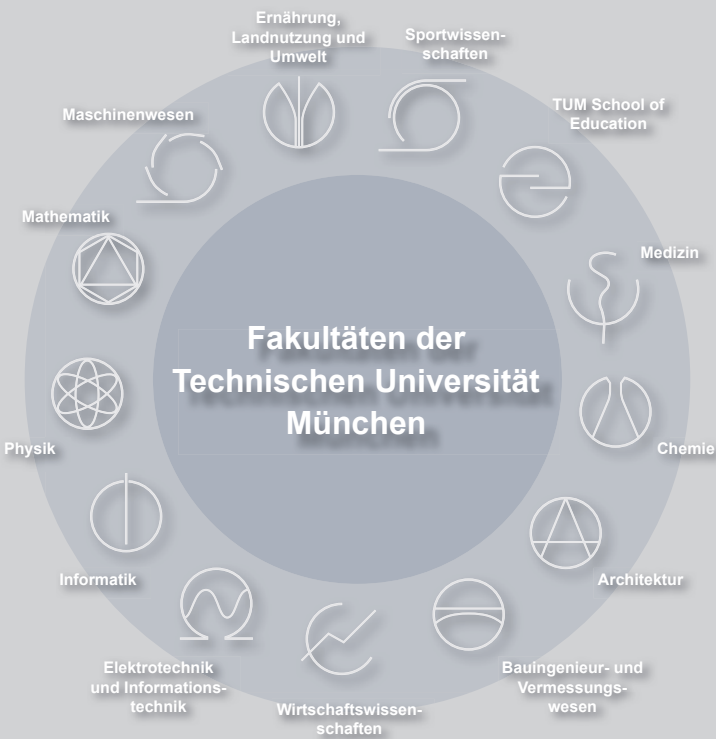 Ernährung,
Landnutzung und
Umwelt
Sportwissen-
schaften
TUM School of
Education
Maschinenwesen
Mathematik
Medizin
Fakultäten der
Technischen Universität
München
Physik
Chemie
Informatik
Architektur
Elektrotechnik
und Informations-
technik
Bauingenieur- und
Vermessungs-
wesen
Wirtschaftswissen-
schaften